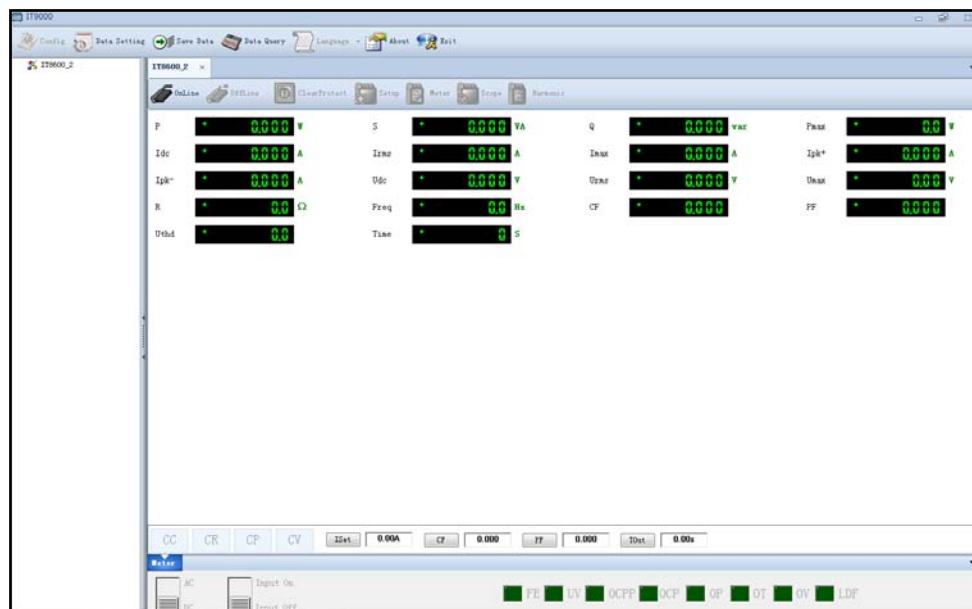 IT9000
Config Data Setting Save Data Data Query Language About Exit
IT8600_2 IT8600_2 ×
OnLine OffLine ClearProtect Setup Meter Scope Harmonic
P 0.000 W S 0.000 VA Q 0.000 var Pmax 0.0 W
Idc 0.000 A Irms 0.000 A Imax 0.000 A Ipk+ 0.000 A
Ipk- 0.000 A Udc 0.000 V Urms 0.000 V Umax 0.00 V
R 0.0 Ω Freq 0.0 Hz CF 0.000 PF 0.000
Uthd 0.0 Time 0 S
CC CR CP CV ISet 0.00A CF 0.000 PF 0.000 TOut 0.00s
Meter
AC Input On
FE UV OCPP OCP OP OT OV LDF
DC Input Off